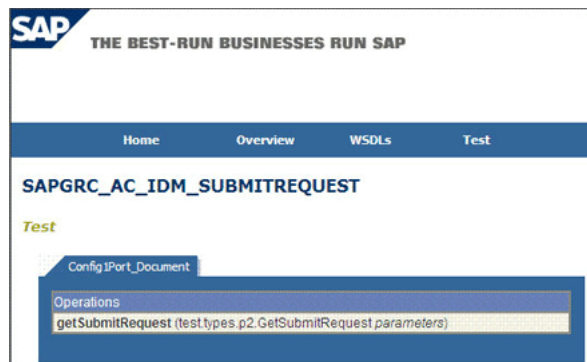 SAP
THE BEST-RUN BUSINESSES RUN SAP
Home Overview WSDLs Test
SAPGRC_AC_IDM_SUBMITREQUEST
Test
Config1Port_Document
Operations
getSubmitRequest (test.types.p2.GetSubmitRequest parameters)